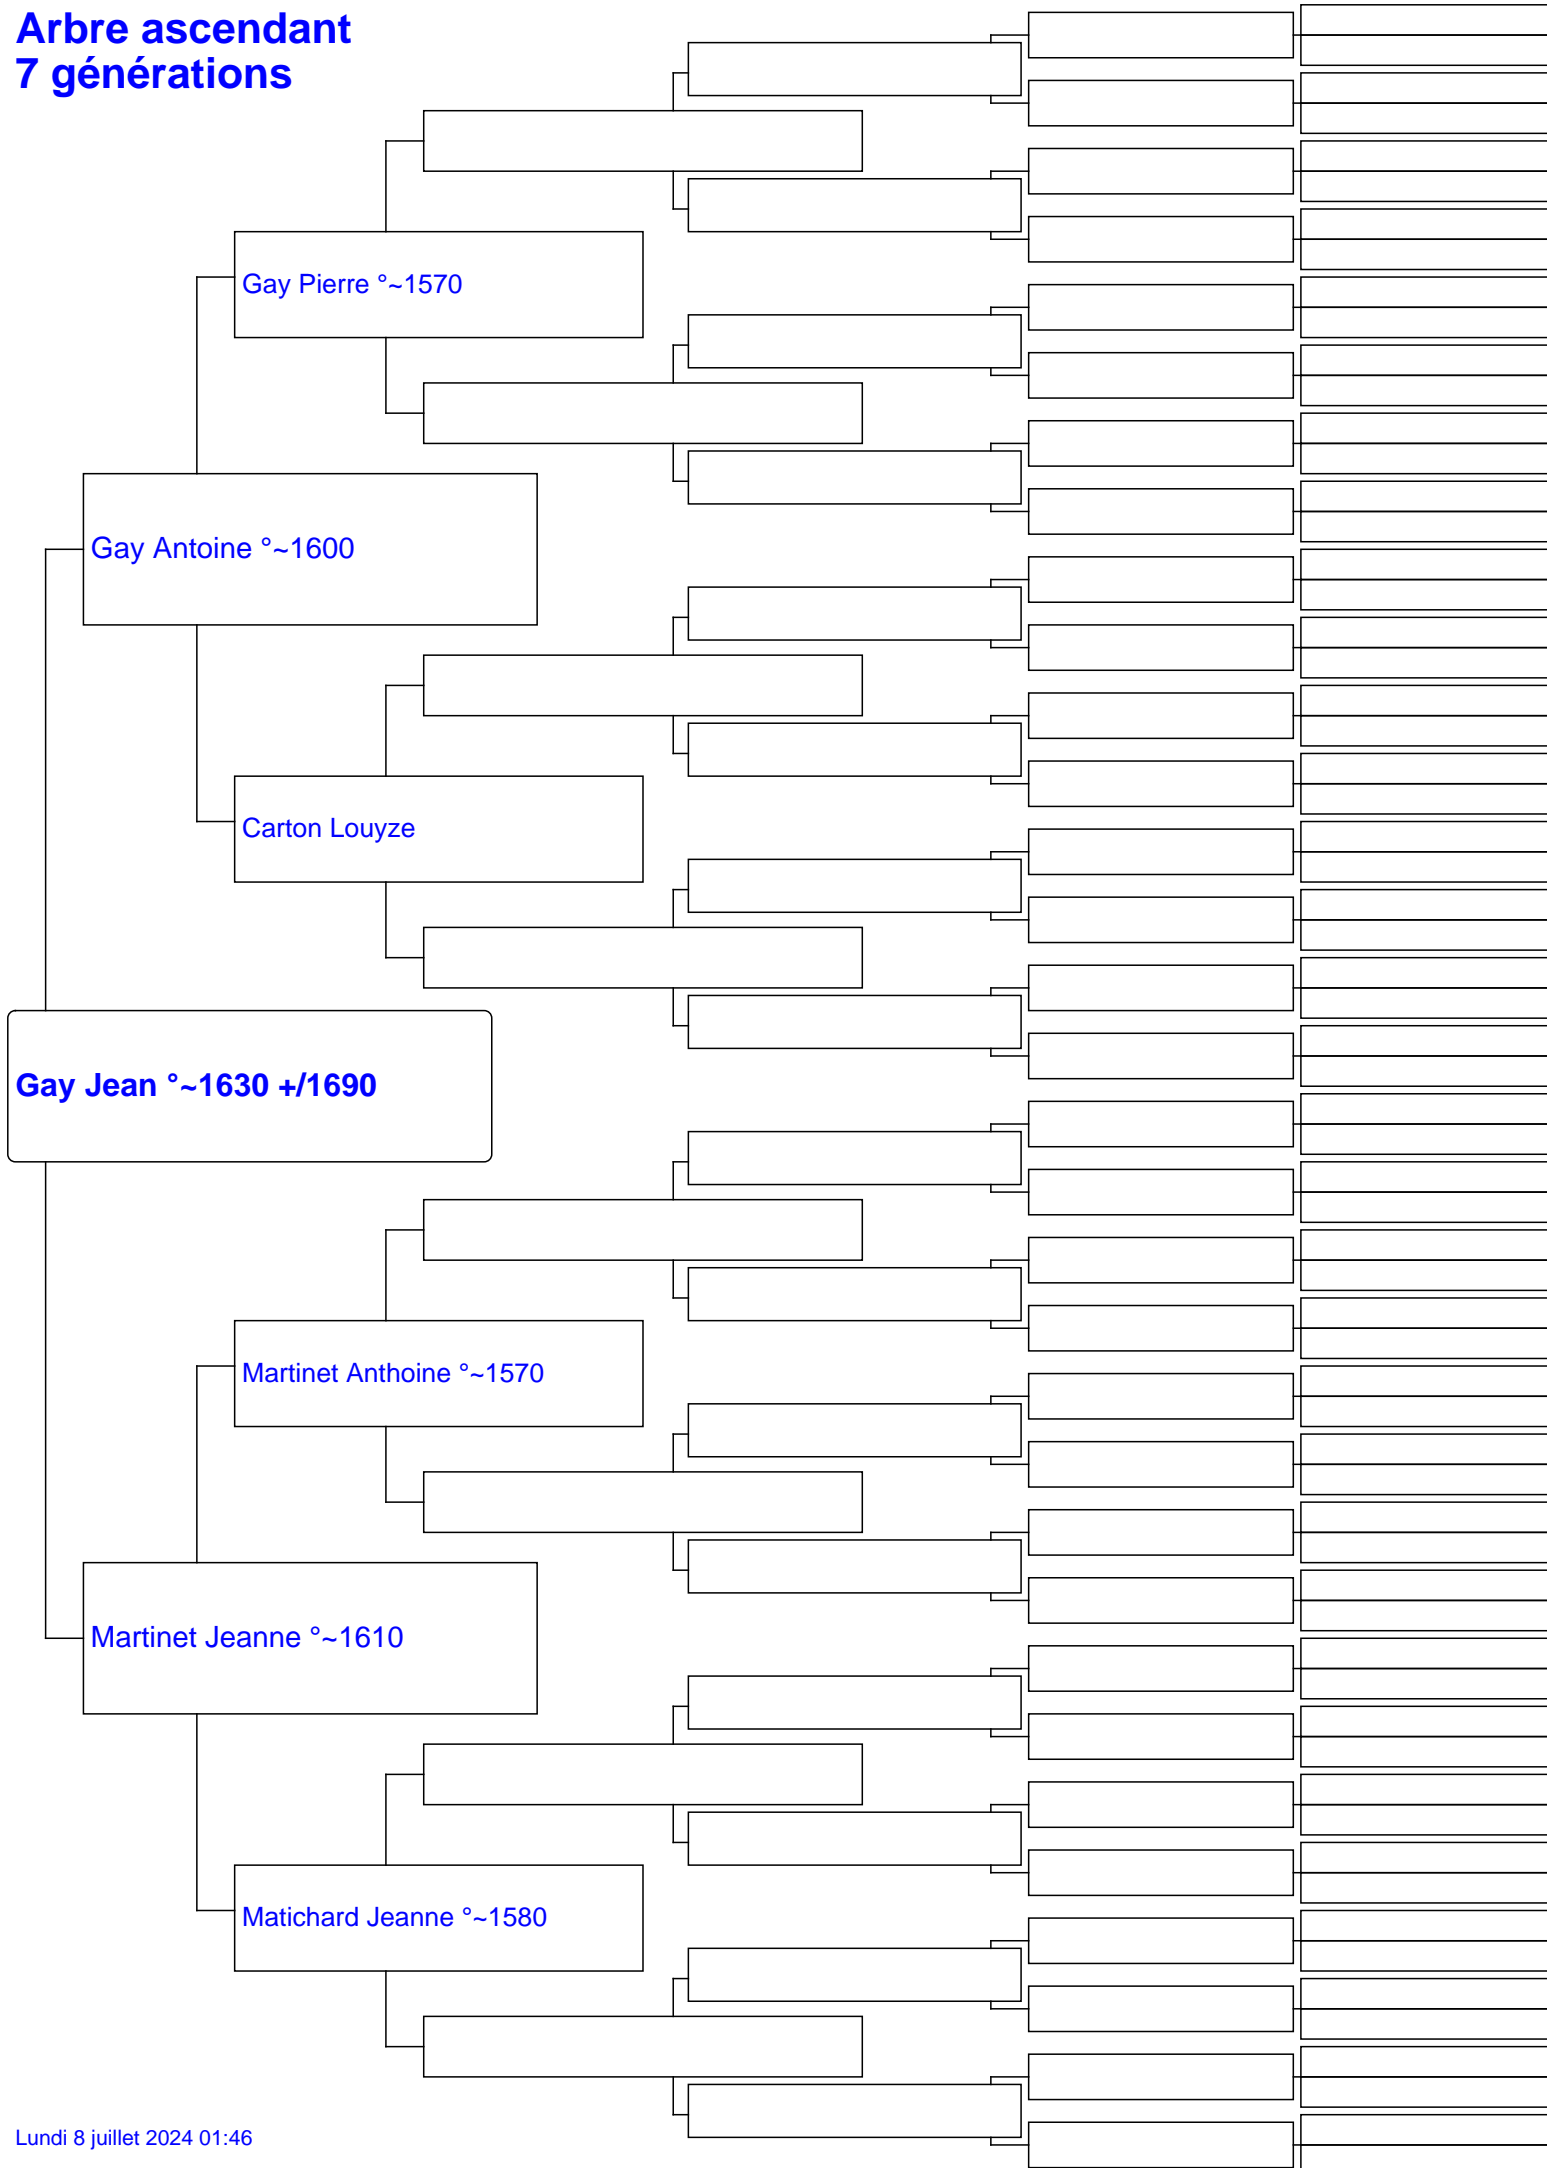 Arbre ascendant
7 générations
Gay Pierre °~1570
Gay Antoine °~1600
Carton Louyze
Gay Jean °~1630 +/1690
Martinet Anthoine °~1570
Martinet Jeanne °~1610
Matichard Jeanne °~1580
Lundi 8 juillet 2024 01:46